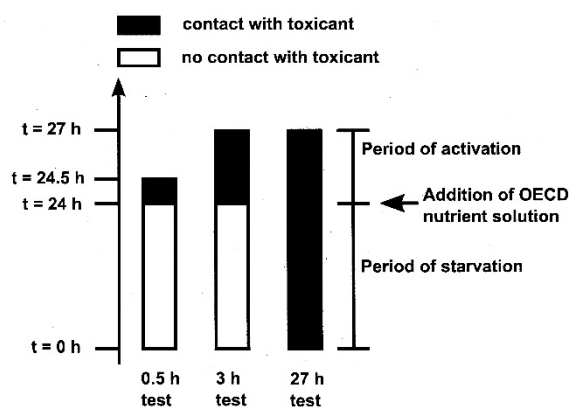 contact with toxicant
no contact with toxicant
t = 27 h
Period of activation
t = 24.5 h
t = 24 h
Addition of OECD
nutrient solution
Period of starvation
t = 0 h
0.5 h
test
3 h
test
27 h
test